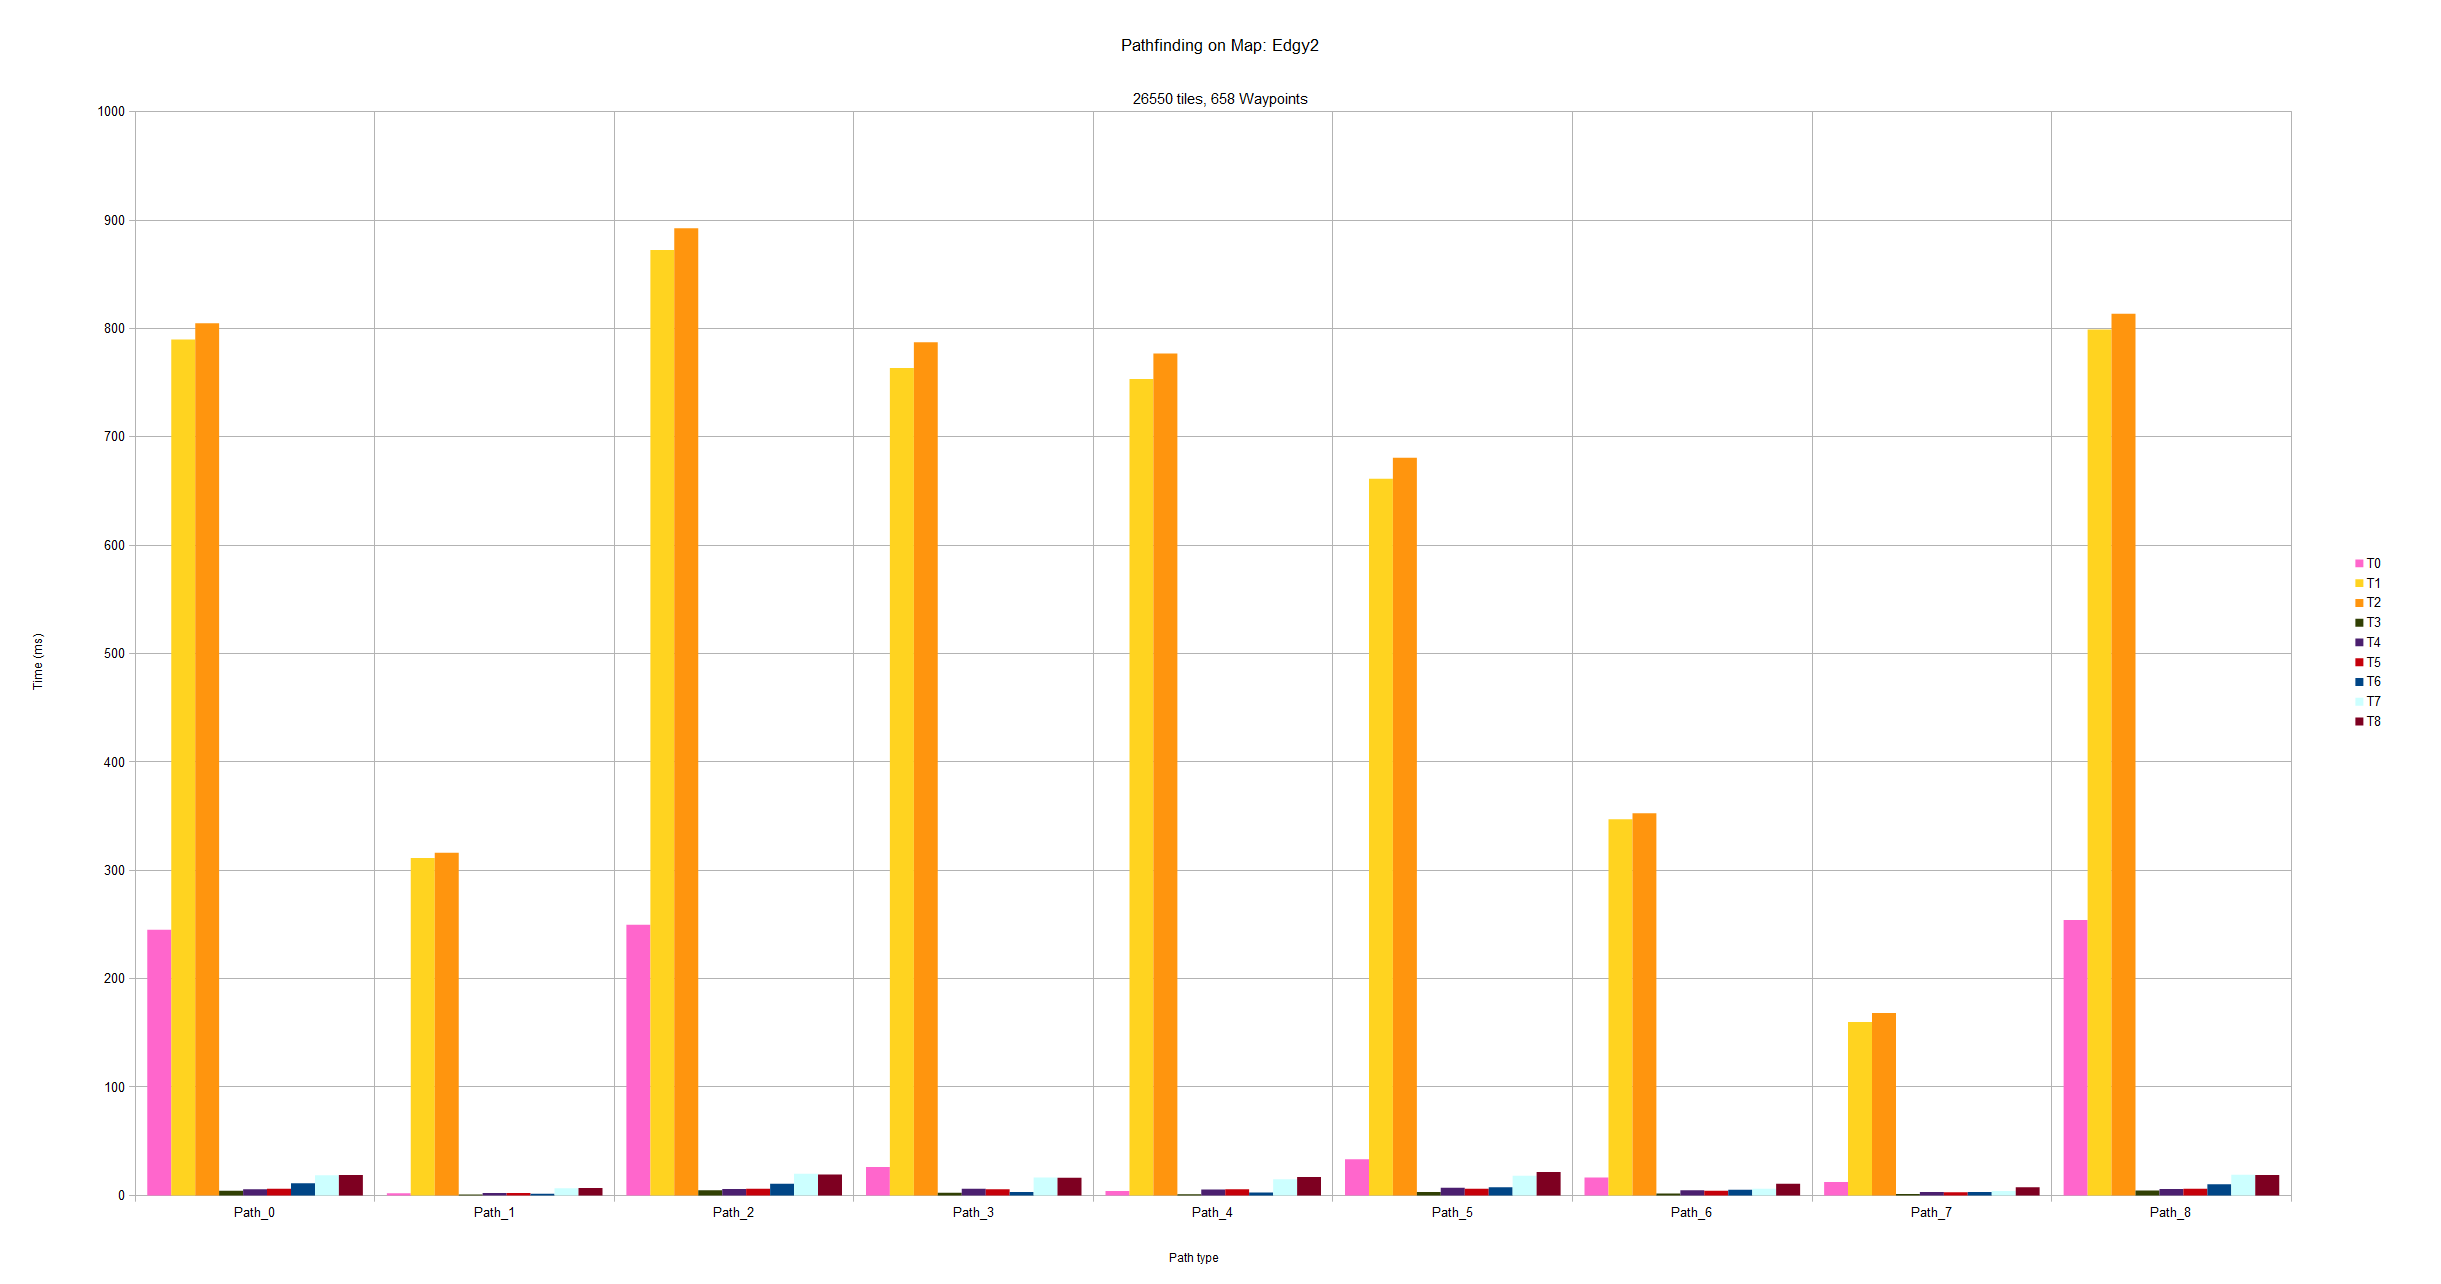 Pathfinding on Map: Edgy2
26550 tiles, 658 Waypoints
1000
900
800
700
600
500
400
300
200
100
0
Time (ms)
Path_0 Path_1 Path_2 Path_3 Path_4 Path_5 Path_6 Path_7 Path_8
Path type
T0
T1
T2
T3
T4
T5
T6
T7
T8